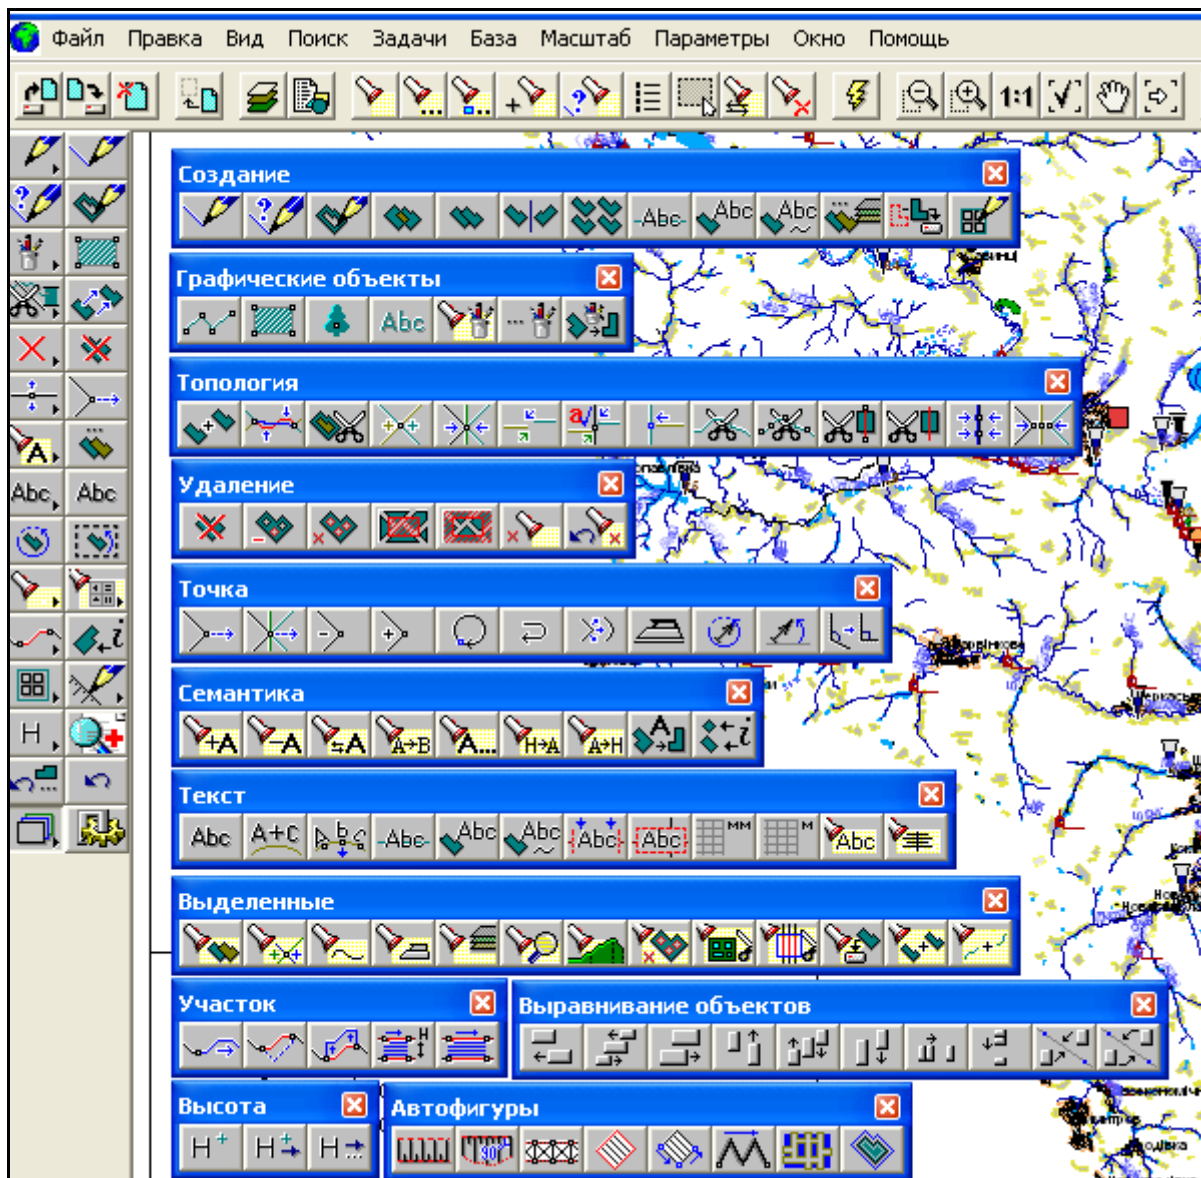 Файл Правка Вид Поиск Задачи База Масштаб Параметры Окно Помощь
1:1
Создание
Abc Abc Abc
Графические объекты
Abc
Топология
a
Удаление
A
Abc Abc
Точка
Семантика
+A -A ⇆A A→B A... H→A A→H A i
H
Текст
Abc A+C b Abc Abc Abc Abc Abc мм м Abc
Выделенные
Участок
H
Выравнивание объектов
Высота
H+ H H
Автофигуры
90°